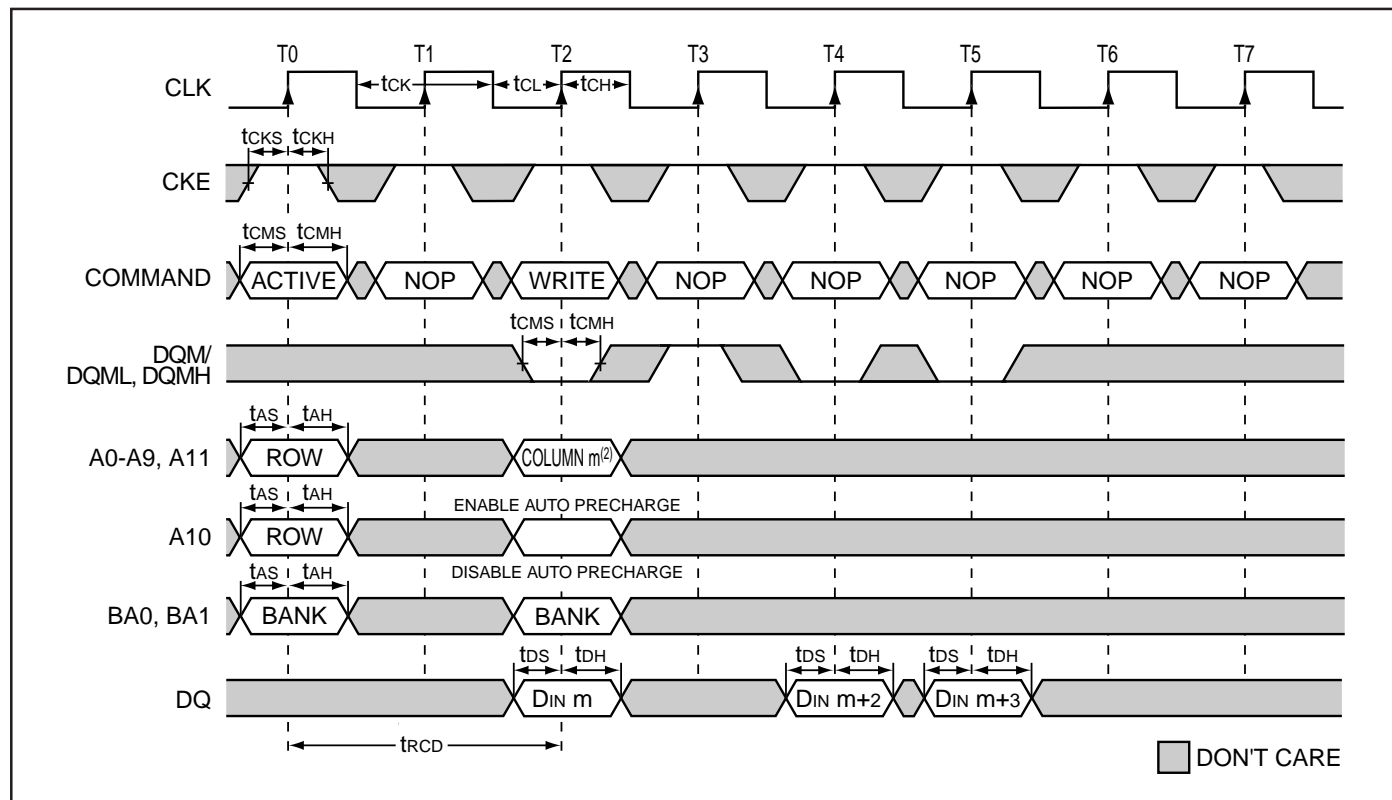 T0 T1 T2 T3 T4 T5 T6 T7
CLK tCK tCL tCH
tCKS tCKH
CKE
tCMS tCMH
COMMAND ACTIVE NOP WRITE NOP NOP NOP NOP NOP
tCMS tCMH
DQM/
DQML, DQMH
tAS tAH
A0-A9, A11 ROW COLUMN m(2)
tAS tAH ENABLE AUTO PRECHARGE
A10 ROW
tAS tAH DISABLE AUTO PRECHARGE
BA0, BA1 BANK BANK
tDS tDH tDS tDH tDS tDH
DQ DIN m DIN m+2 DIN m+3
tRCD
DON'T CARE